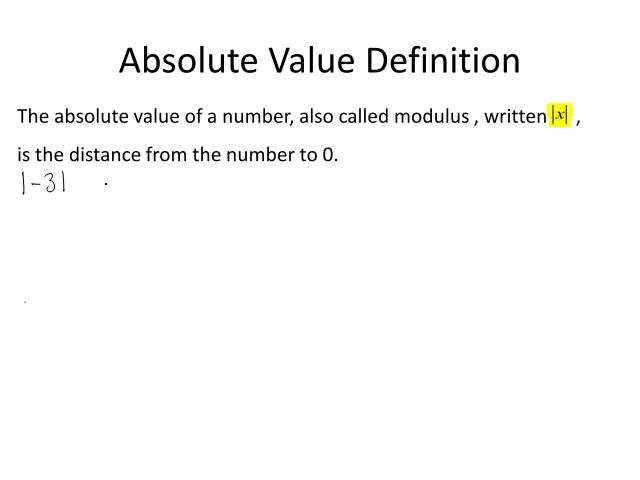 Absolute Value Definition
The absolute value of a number, also called modulus , written |x| ,
is the distance from the number to 0.
|-3|